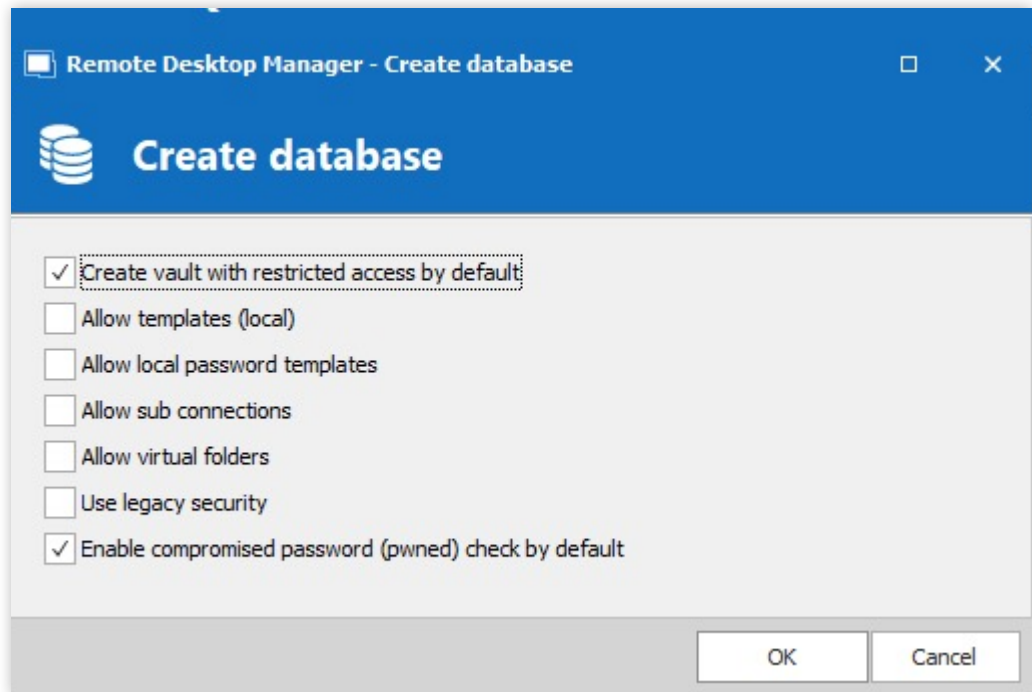 Remote Desktop Manager - Create database
Create database
Create vault with restricted access by default
Allow templates (local)
Allow local password templates
Allow sub connections
Allow virtual folders
Use legacy security
Enable compromised password (pwned) check by default
OK
Cancel